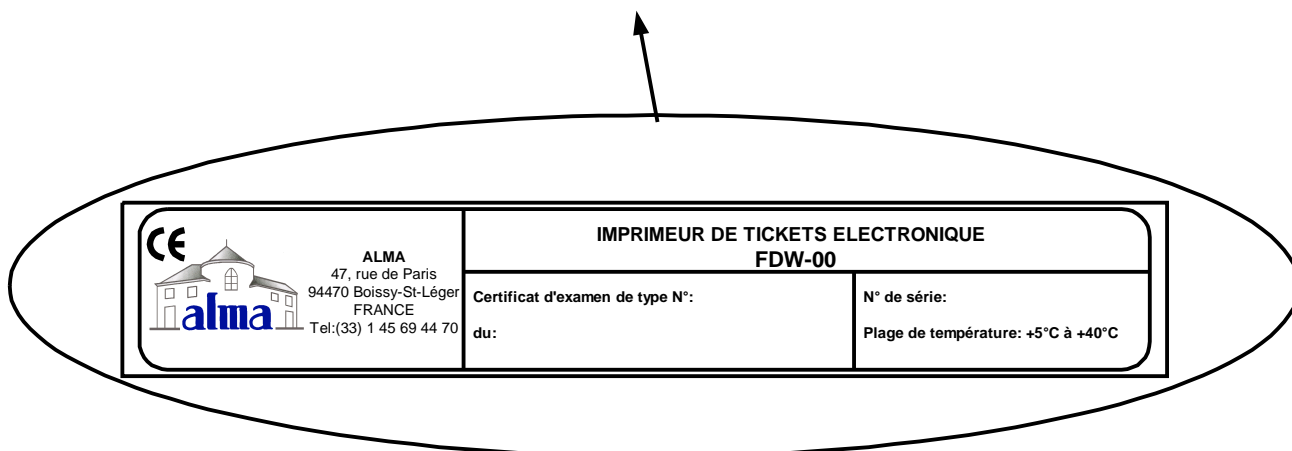 CE
alma
ALMA
47, rue de Paris
94470 Boissy-St-Léger
FRANCE
Tel:(33) 1 45 69 44 70
IMPRIMEUR DE TICKETS ELECTRONIQUE
FDW-00
Certificat d'examen de type N°:
du:
N° de série:
Plage de température: +5°C à +40°C